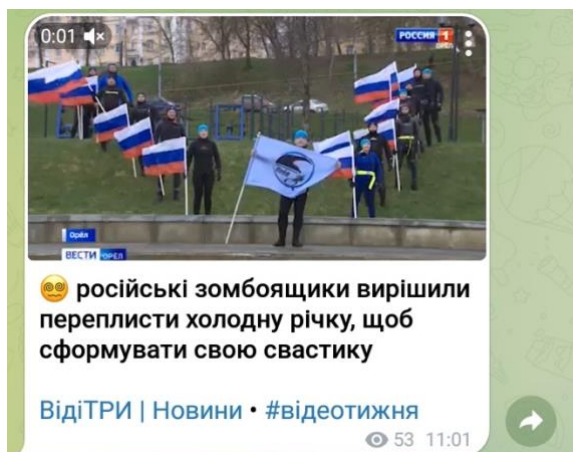 0:01
РОССИЯ 1
ОРЁЛ
Орёл
ВЕСТИ ОРЁЛ
російські зомбоящики вирішили
переплисти холодну річку, щоб
сформувати свою свастику
ВідіТРИ | Новини • #відеотижня
53 11:01